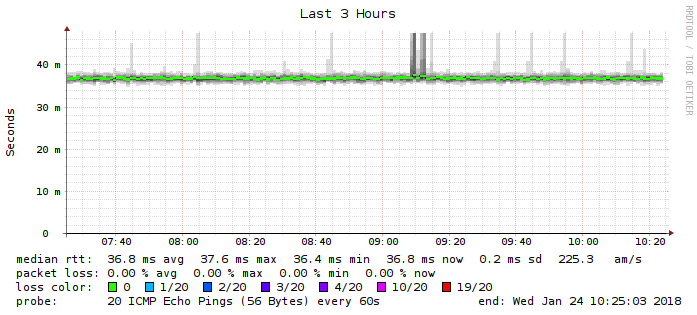 Last 3 Hours
RRDTOOL / TOBI OETIKER
Seconds
40 m
30 m
20 m
10 m
0
07:40 08:00 08:20 08:40 09:00 09:20 09:40 10:00 10:20
median rtt: 36.8 ms avg 37.6 ms max 36.4 ms min 36.8 ms now 0.2 ms sd 225.3 am/s
packet loss: 0.00 % avg 0.00 % max 0.00 % min 0.00 % now
loss color: 0 1/20 2/20 3/20 4/20 10/20 19/20
probe: 20 ICMP Echo Pings (56 Bytes) every 60s end: Wed Jan 24 10:25:03 2018